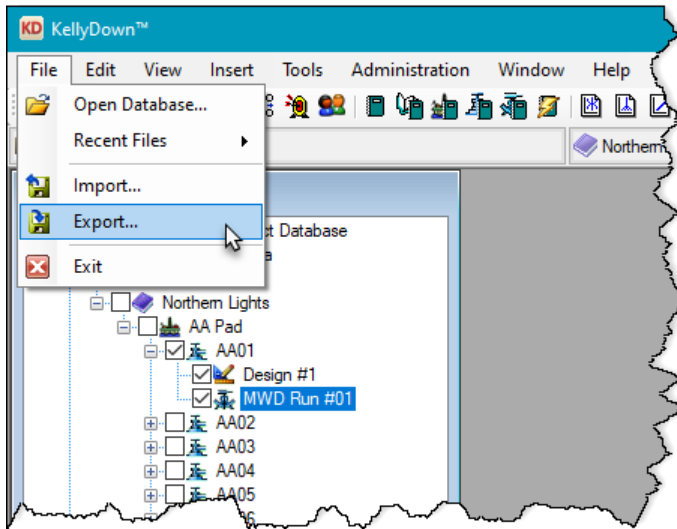 KD KellyDown™
File Edit View Insert Tools Administration Window Help
Open Database...
Recent Files
Northern
Import...
Export...
Database
Exit
Northern Lights
AA Pad
AA01
Design #1
MWD Run #01
AA02
AA03
AA04
AA05